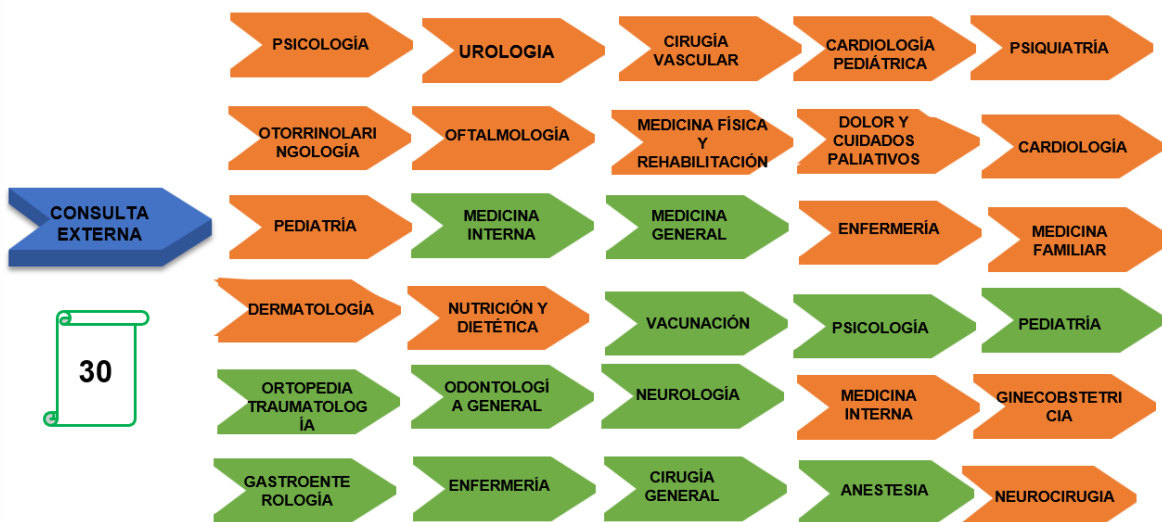 PSICOLOGÍA
UROLOGIA
CIRUGÍA
VASCULAR
CARDIOLOGÍA
PEDIÁTRICA
PSIQUIATRÍA
OTORRINOLARI
NGOLOGÍA
OFTALMOLOGÍA
MEDICINA FÍSICA
Y
REHABILITACIÓN
DOLOR Y
CUIDADOS
PALIATIVOS
CARDIOLOGÍA
CONSULTA
EXTERNA
PEDIATRÍA
MEDICINA
INTERNA
MEDICINA
GENERAL
ENFERMERÍA
MEDICINA
FAMILIAR
DERMATOLOGÍA
NUTRICIÓN Y
DIETÉTICA
VACUNACIÓN
PSICOLOGÍA
PEDIATRÍA
30
ORTOPEDIA
TRAUMATOLOG
ÍA
ODONTOLOGÍ
A GENERAL
NEUROLOGÍA
MEDICINA
INTERNA
GINECOBSTETRI
CIA
GASTROENTE
ROLOGÍA
ENFERMERÍA
CIRUGÍA
GENERAL
ANESTESIA
NEUROCIRUGIA